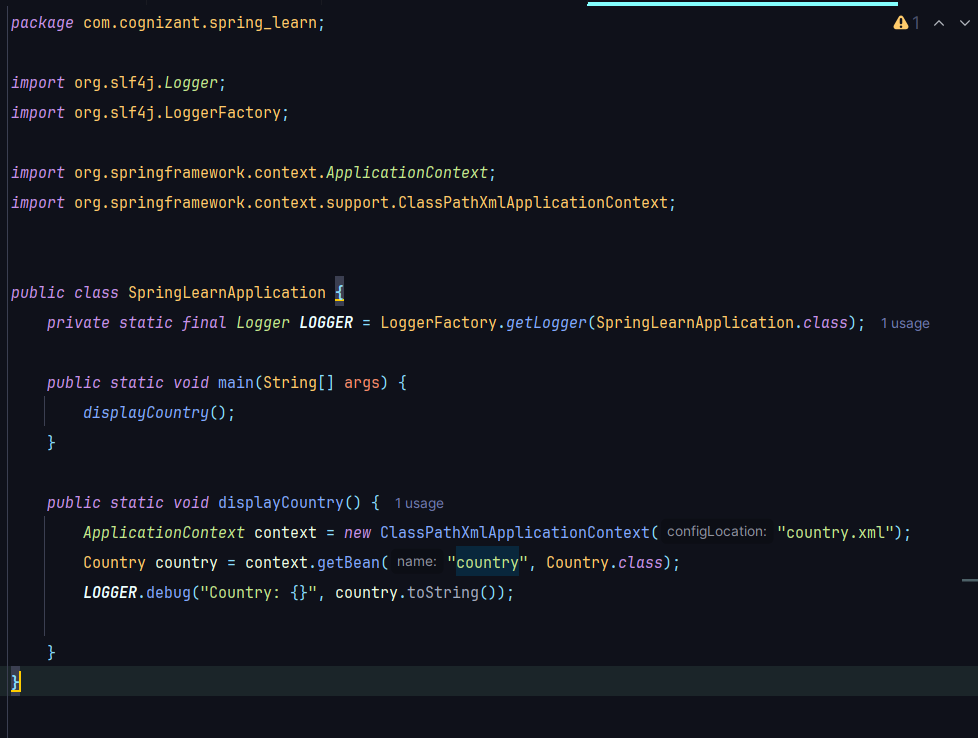 package com.cognizant.spring_learn;
1
import org.slf4j.Logger;
import org.slf4j.LoggerFactory;
import org.springframework.context.ApplicationContext;
import org.springframework.context.support.ClassPathXmlApplicationContext;
public class SpringLearnApplication {
private static final Logger LOGGER = LoggerFactory.getLogger(SpringLearnApplication.class); 1 usage
public static void main(String[] args) {
displayCountry();
}
public static void displayCountry() { 1 usage
ApplicationContext context = new ClassPathXmlApplicationContext( configLocation: "country.xml");
Country country = context.getBean( name: "country", Country.class);
LOGGER.debug("Country: {}", country.toString());
}
}